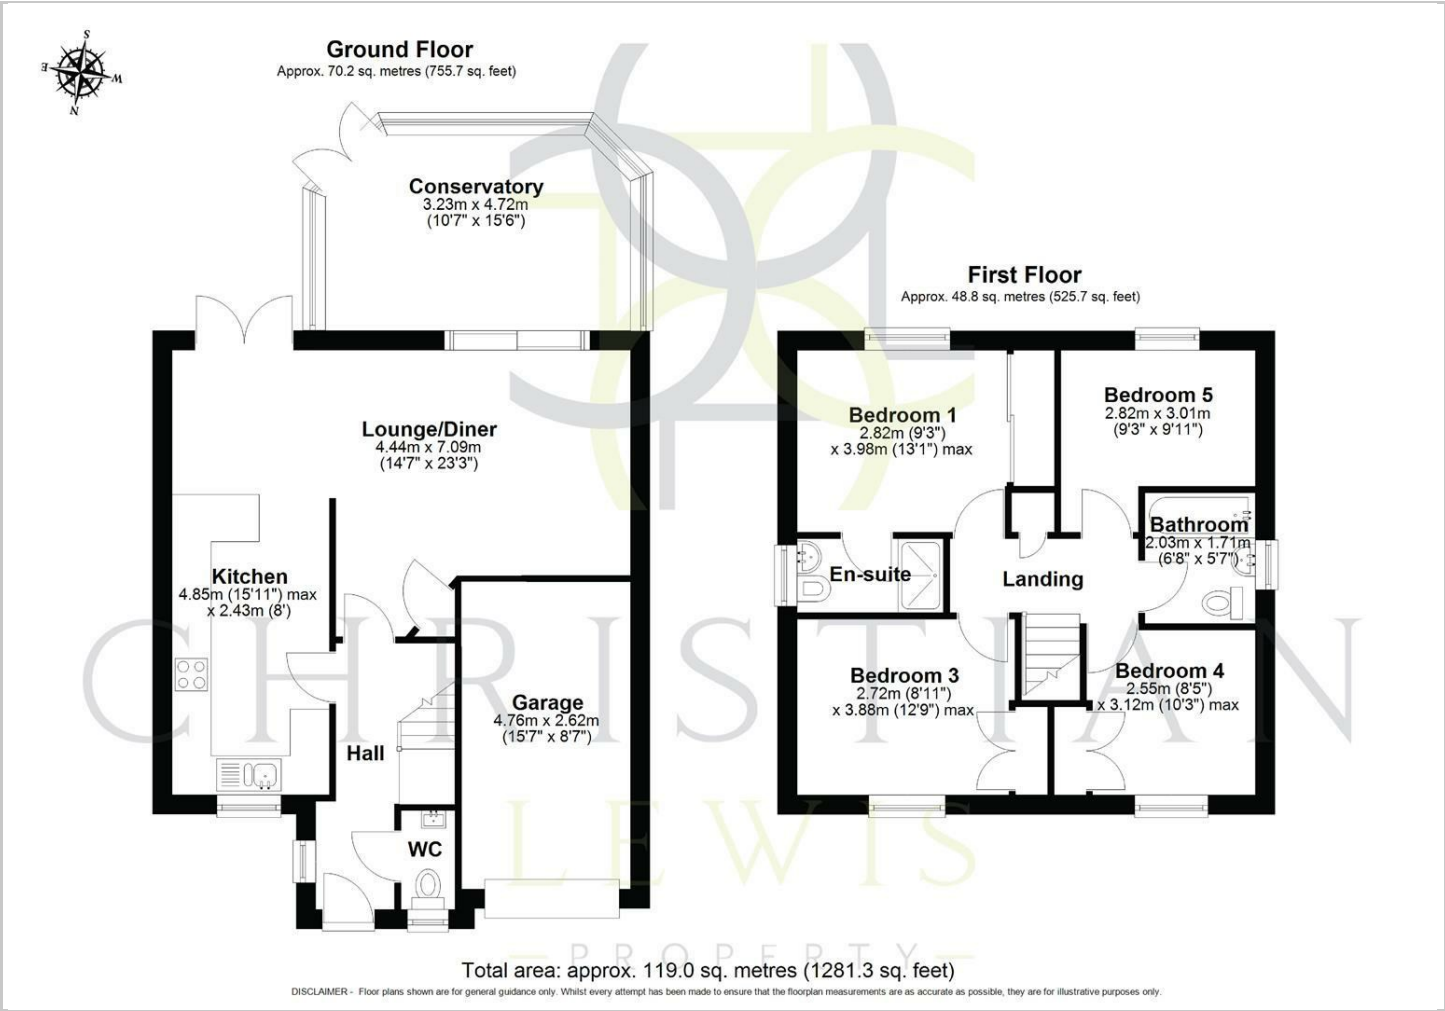 S
E
W
N
Ground Floor
Approx. 70.2 sq. metres (755.7 sq. feet)
Conservatory
3.23m x 4.72m
(10'7" x 15'6")
Lounge/Diner
4.44m x 7.09m
(14'7" x 23'3")
Kitchen
4.85m (15'11") max
x 2.43m (8')
Garage
4.76m x 2.62m
(15'7" x 8'7")
Hall
WC
First Floor
Approx. 48.8 sq. metres (525.7 sq. feet)
Bedroom 1
2.82m (9'3")
x 3.98m (13'1") max
Bedroom 5
2.82m x 3.01m
(9'3" x 9'11")
Bathroom
2.03m x 1.71m
(6'8" x 5'7")
En-suite
Landing
Bedroom 3
2.72m (8'11")
x 3.88m (12'9") max
Bedroom 4
2.55m (8'5")
x 3.12m (10'3") max
CHRISTIAN
LEWIS
PROPERTY
Total area: approx. 119.0 sq. metres (1281.3 sq. feet)
DISCLAIMER - Floor plans shown are for general guidance only. Whilst every attempt has been made to ensure that the floorplan measurements are as accurate as possible, they are for illustrative purposes only.